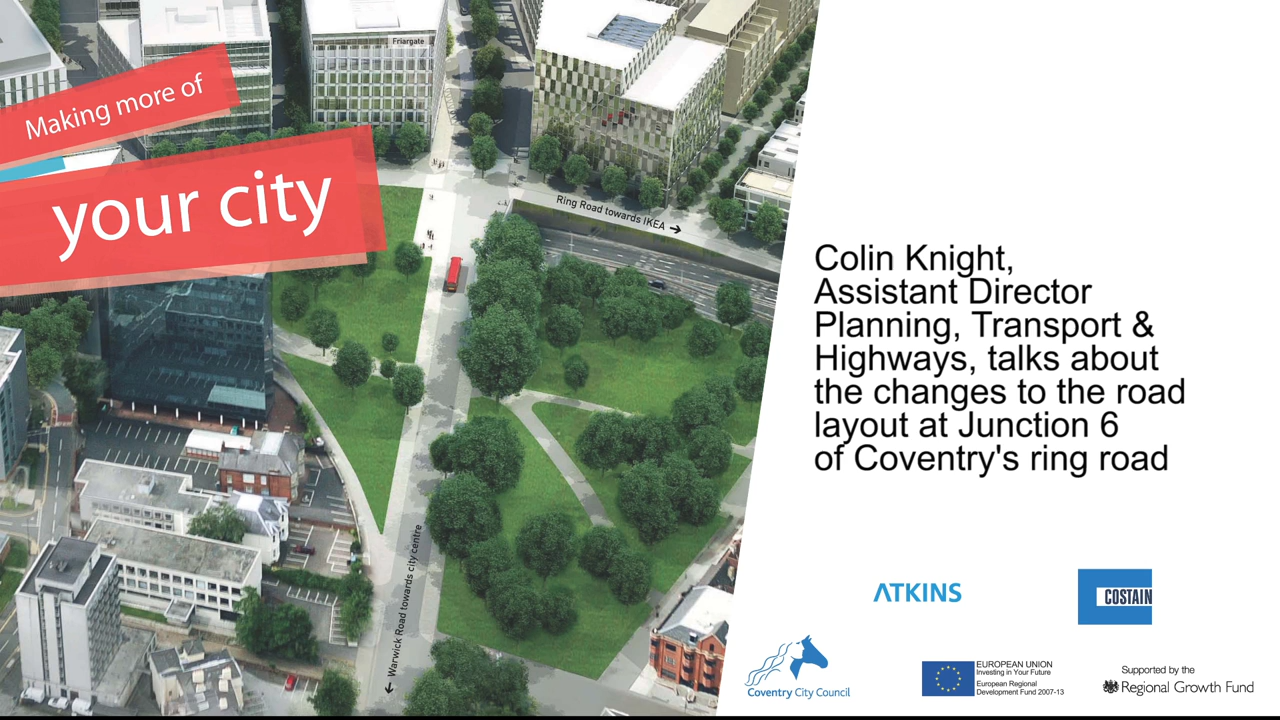 Making more of
your city
Friargate
Ring Road towards IKEA →
← Warwick Road towards city centre
Colin Knight,
Assistant Director
Planning, Transport &
Highways, talks about
the changes to the road
layout at Junction 6
of Coventry's ring road
ATKINS
COSTAIN
Coventry City Council
EUROPEAN UNION
Investing in Your Future
European Regional
Development Fund 2007-13
Supported by the
Regional Growth Fund